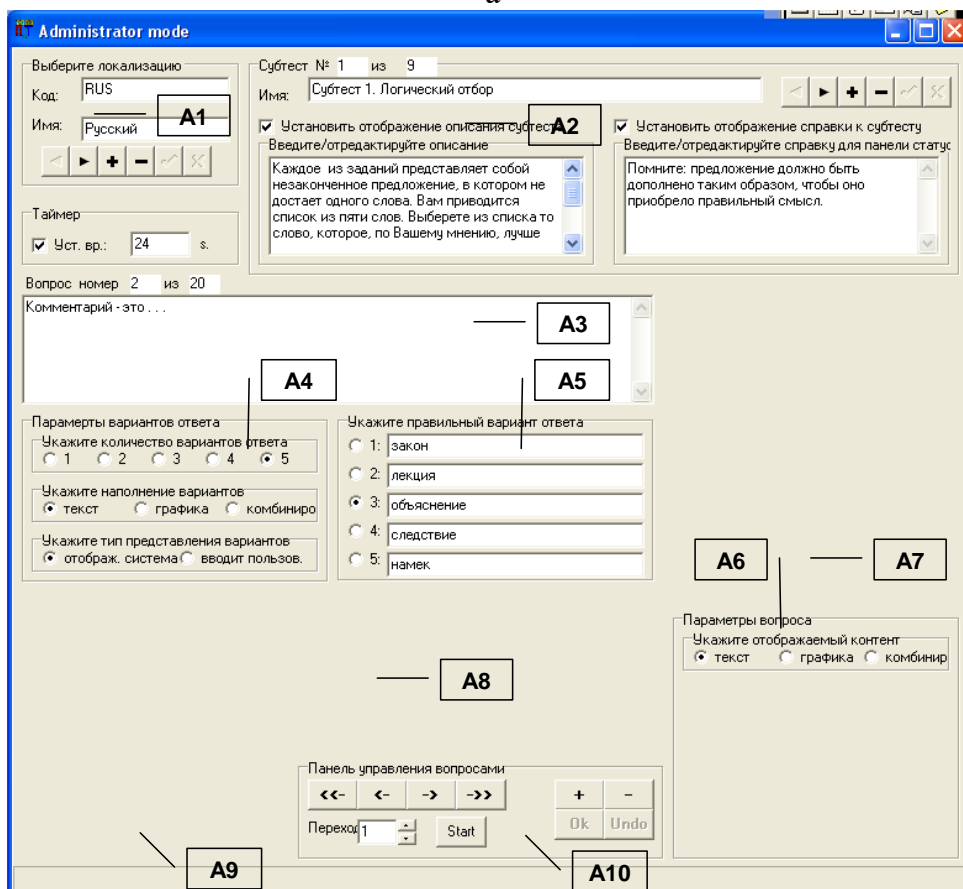 а
Administrator mode
Выберите локализацию
Код: RUS
Имя: Русский
A1
Таймер
Уст. вр.: 24 s.
Субтест № 1 из 9
Имя: Субтест 1. Логический отбор
Установить отображение описания субтест
A2
Установить отображение справки к субтесту
Введите/отредактируйте описание
Каждое из заданий представляет собой
незаконченное предложение, в котором не
достает одного слова. Вам приводится
список из пяти слов. Выберете из списка то
слово, которое, по Вашему мнению, лучше
Введите/отредактируйте справку для панели статус
Помните: предложение должно быть
дополнено таким образом, чтобы оно
приобрело правильный смысл.
Вопрос номер 2 из 20
Комментарий - это . . .
A3
A4
A5
Парамерты вариантов ответа
Укажите количество вариантов ответа
1 2 3 4 5
Укажите наполнение вариантов
текст графика комбиниро
Укажите тип представления вариантов
отображ. система вводит пользов.
Укажите правильный вариант ответа
1: закон
2: лекция
3: объяснение
4: следствие
5: намек
A6
A7
Параметры вопроса
Укажите отображаемый контент
текст графика комбинир
A8
Панель управления вопросами
<<- <- -> ->> + -
Переход 1 Start Ok Undo
A9
A10